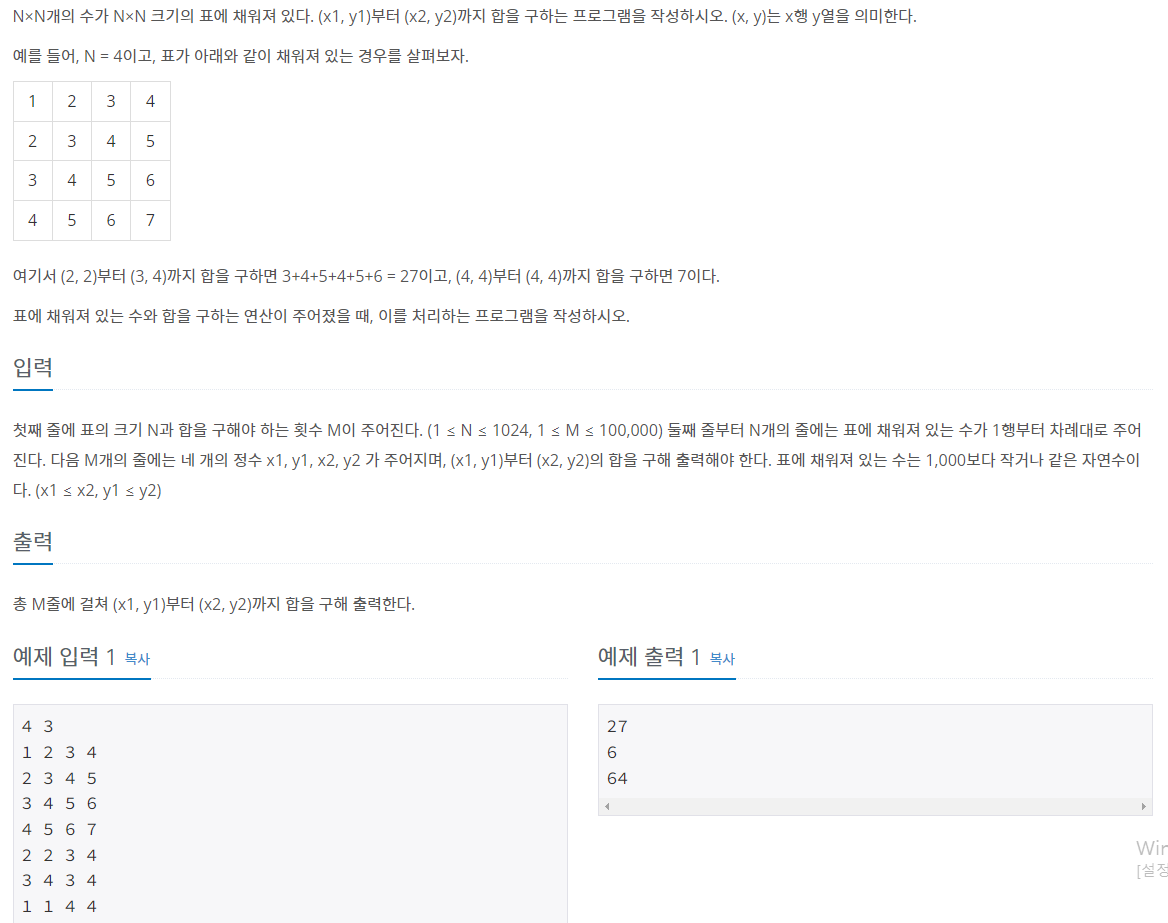 N×N개의 수가 N×N 크기의 표에 채워져 있다. (x1, y1)부터 (x2, y2)까지 합을 구하는 프로그램을 작성하시오. (x, y)는 x행 y열을 의미한다.
예를 들어, N = 4이고, 표가 아래와 같이 채워져 있는 경우를 살펴보자.
1 2 3 4
2 3 4 5
3 4 5 6
4 5 6 7
여기서 (2, 2)부터 (3, 4)까지 합을 구하면 3+4+5+4+5+6 = 27이고, (4, 4)부터 (4, 4)까지 합을 구하면 7이다.
표에 채워져 있는 수와 합을 구하는 연산이 주어졌을 때, 이를 처리하는 프로그램을 작성하시오.
입력
첫째 줄에 표의 크기 N과 합을 구해야 하는 횟수 M이 주어진다. (1 ≤ N ≤ 1024, 1 ≤ M ≤ 100,000) 둘째 줄부터 N개의 줄에는 표에 채워져 있는 수가 1행부터 차례대로 주어
진다. 다음 M개의 줄에는 네 개의 정수 x1, y1, x2, y2 가 주어지며, (x1, y1)부터 (x2, y2)의 합을 구해 출력해야 한다. 표에 채워져 있는 수는 1,000보다 작거나 같은 자연수이
다. (x1 ≤ x2, y1 ≤ y2)
출력
총 M줄에 걸쳐 (x1, y1)부터 (x2, y2)까지 합을 구해 출력한다.
예제 입력 1 복사
4 3
1 2 3 4
2 3 4 5
3 4 5 6
4 5 6 7
2 2 3 4
3 4 3 4
1 1 4 4
예제 출력 1 복사
27
6
64
Win
[설정